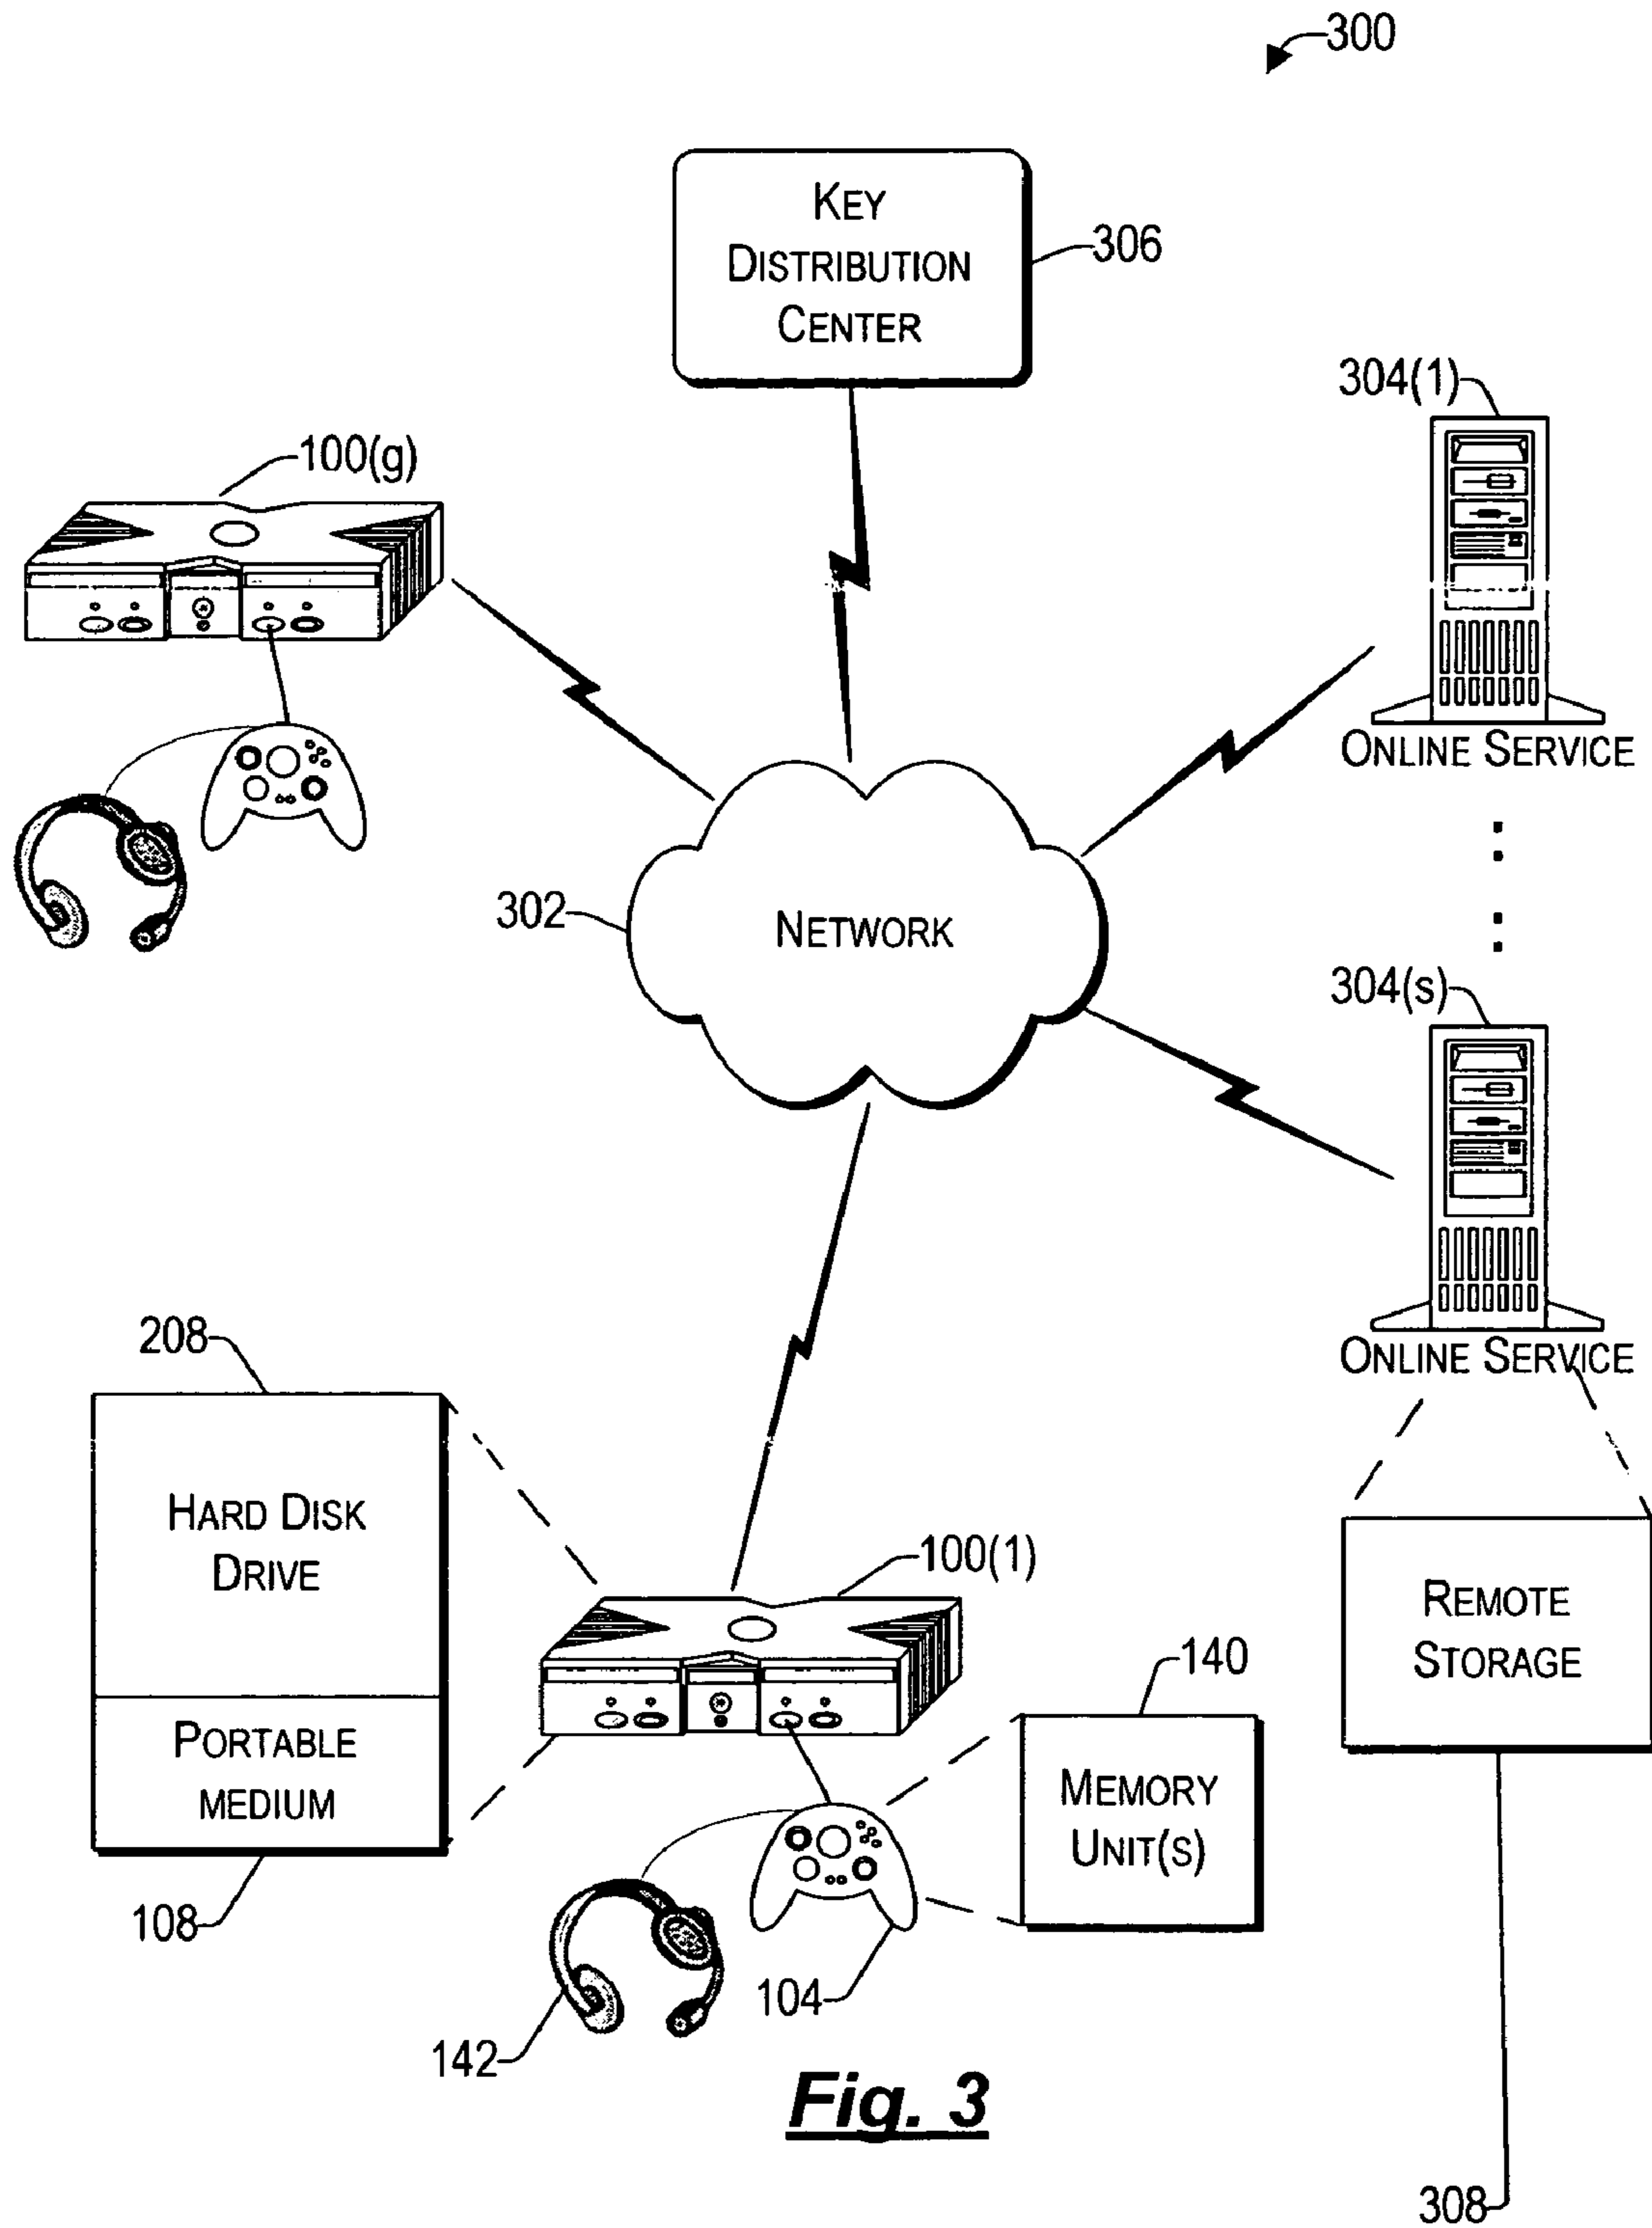 300
KEY
DISTRIBUTION
CENTER
306
304(1)
100(g)
ONLINE SERVICE
302
NETWORK
304(s)
208
ONLINE SERVICE
HARD DISK
DRIVE
100(1)
REMOTE
STORAGE
140
PORTABLE
MEDIUM
MEMORY
UNIT(S)
108
104
142
Fig. 3
308